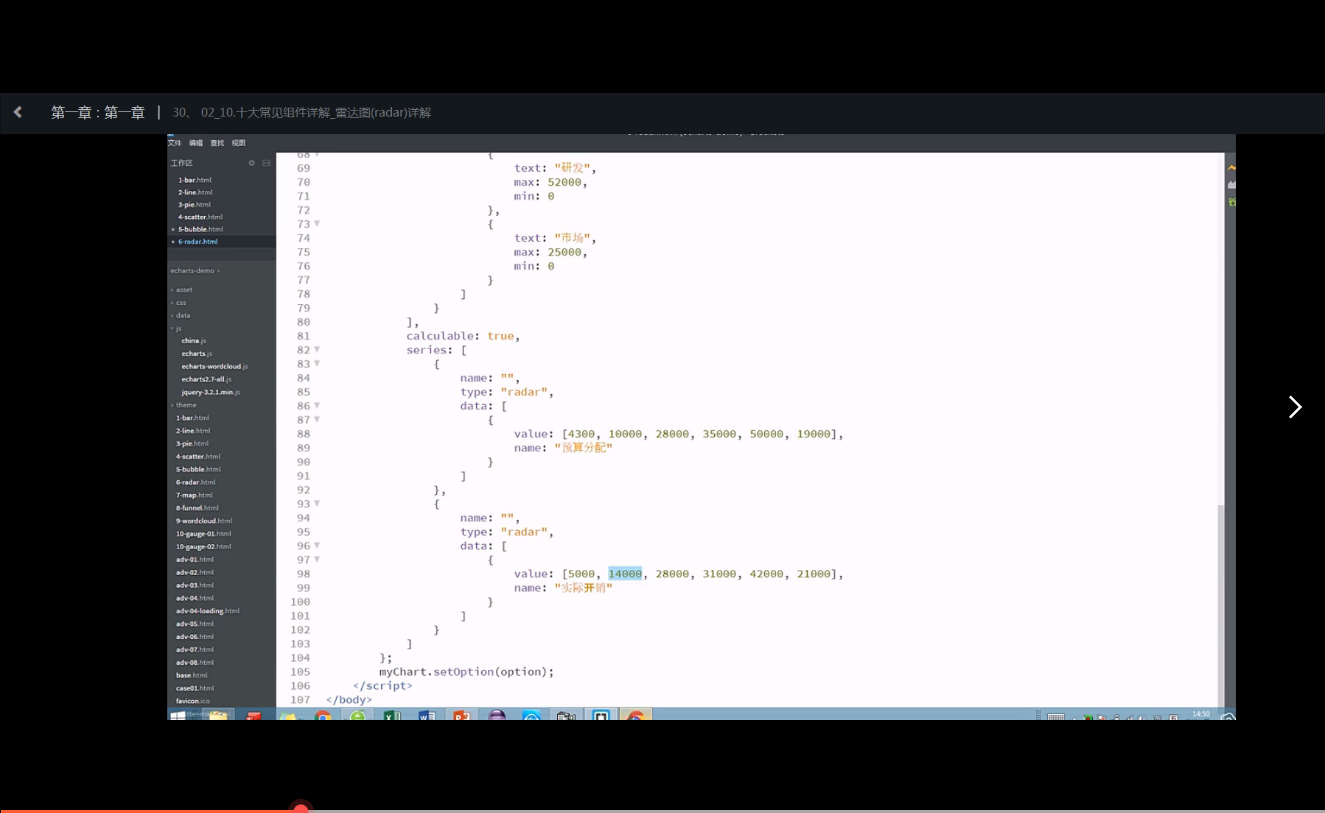 第一章 : 第一章 | 30、 02_10.十大常见组件详解_雷达图(radar)详解
文件 编辑 查找 视图
工作区
1-bar.html
2-line.html
3-pie.html
4-scatter.html
5-bubble.html
6-radar.html
echarts-demo
asset
css
data
js
china.js
echarts.js
echarts-wordcloud.js
echarts2.7-all.js
jquery-3.2.1.min.js
theme
1-bar.html
2-line.html
3-pie.html
4-scatter.html
5-bubble.html
6-radar.html
7-map.html
8-funnel.html
9-wordcloud.html
10-gauge-01.html
10-gauge-02.html
adv-01.html
adv-02.html
adv-03.html
adv-04.html
adv-04-loading.html
adv-05.html
adv-06.html
adv-07.html
adv-08.html
base.html
case01.html
favicon.ico
68 {
69 text: "研发",
70 max: 52000,
71 min: 0
72 },
73 {
74 text: "市场",
75 max: 25000,
76 min: 0
77 }
78 ]
79 }
80 ],
81 calculable: true,
82 series: [
83 {
84 name: "",
85 type: "radar",
86 data: [
87 {
88 value: [4300, 10000, 28000, 35000, 50000, 19000],
89 name: "预算分配"
90 }
91 ]
92 },
93 {
94 name: "",
95 type: "radar",
96 data: [
97 {
98 value: [5000, 14000, 28000, 31000, 42000, 21000],
99 name: "实际开销"
100 }
101 ]
102 }
103 ]
104 };
105 myChart.setOption(option);
106 </script>
107 </body>
14:50